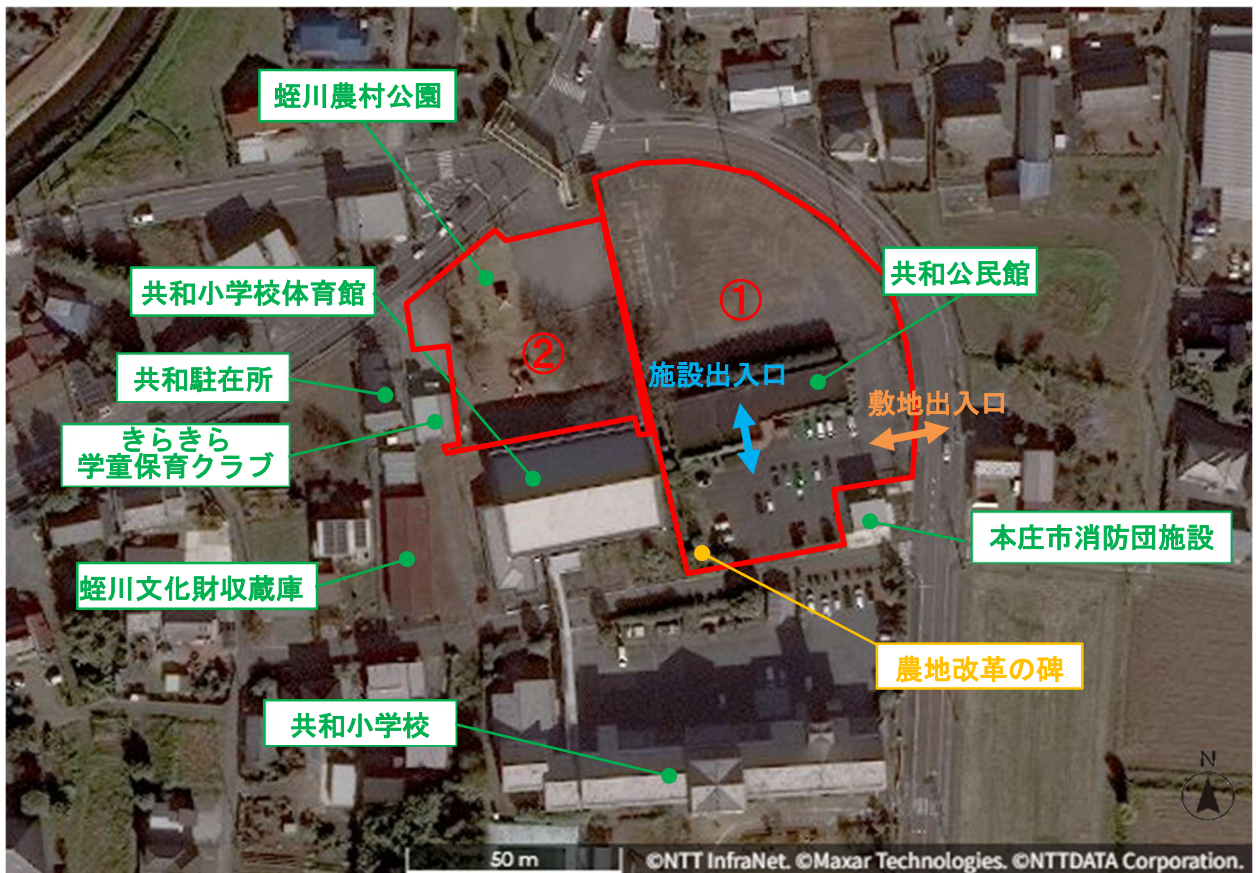 蛭川農村公園
共和公民館
共和小学校体育館
①
②
施設出入口
共和駐在所
敷地出入口
きらきら
学童保育クラブ
本庄市消防団施設
蛭川文化財収蔵庫
農地改革の碑
共和小学校
N
50 m
©NTT InfraNet. ©Maxar Technologies. ©NTTDATA Corporation.